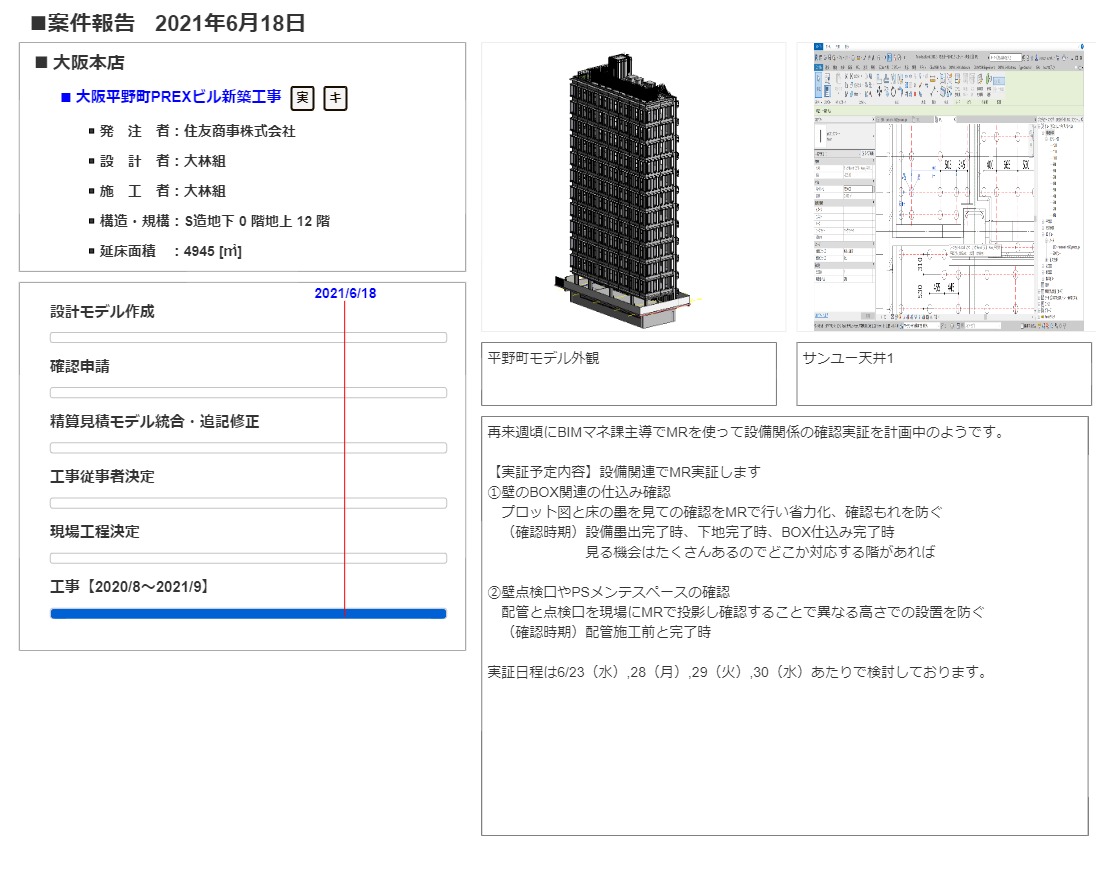 ■案件報告　2021年6月18日
■ 大阪本店
■ 大阪平野町PREXビル新築工事 実 キ
▪ 発　注　者：住友商事株式会社
▪ 設　計　者：大林組
▪ 施　工　者：大林組
▪ 構造・規構：S造地下 0 階地上 12 階
▪ 延床面積　：4945 [㎡]
2021/6/18
設計モデル作成
確認申請
精算見積モデル統合・追記修正
工事従事者決定
現場工程決定
工事【2020/8～2021/9】
平野町モデル外観
サンユー天井1
再来週頃にBIMマネ課主導でMRを使って設備関係の確認実証を計画中のようです。
【実証予定内容】設備関連でMR実証します
①壁のBOX関連の仕込み確認
プロット図と床の墨を見ての確認をMRで行い省力化、確認もれを防ぐ
（確認時期）設備墨出完了時、下地完了時、BOX仕込み完了時
見る機会はたくさんあるのでどこか対応する階があれば
②壁点検口やPSメンテスペースの確認
配管と点検口を現場にMRで投影し確認することで異なる高さでの設置を防ぐ
（確認時期）配管施工前と完了時
実証日程は6/23（水）,28（月）,29（火）,30（水）あたりで検討しております。